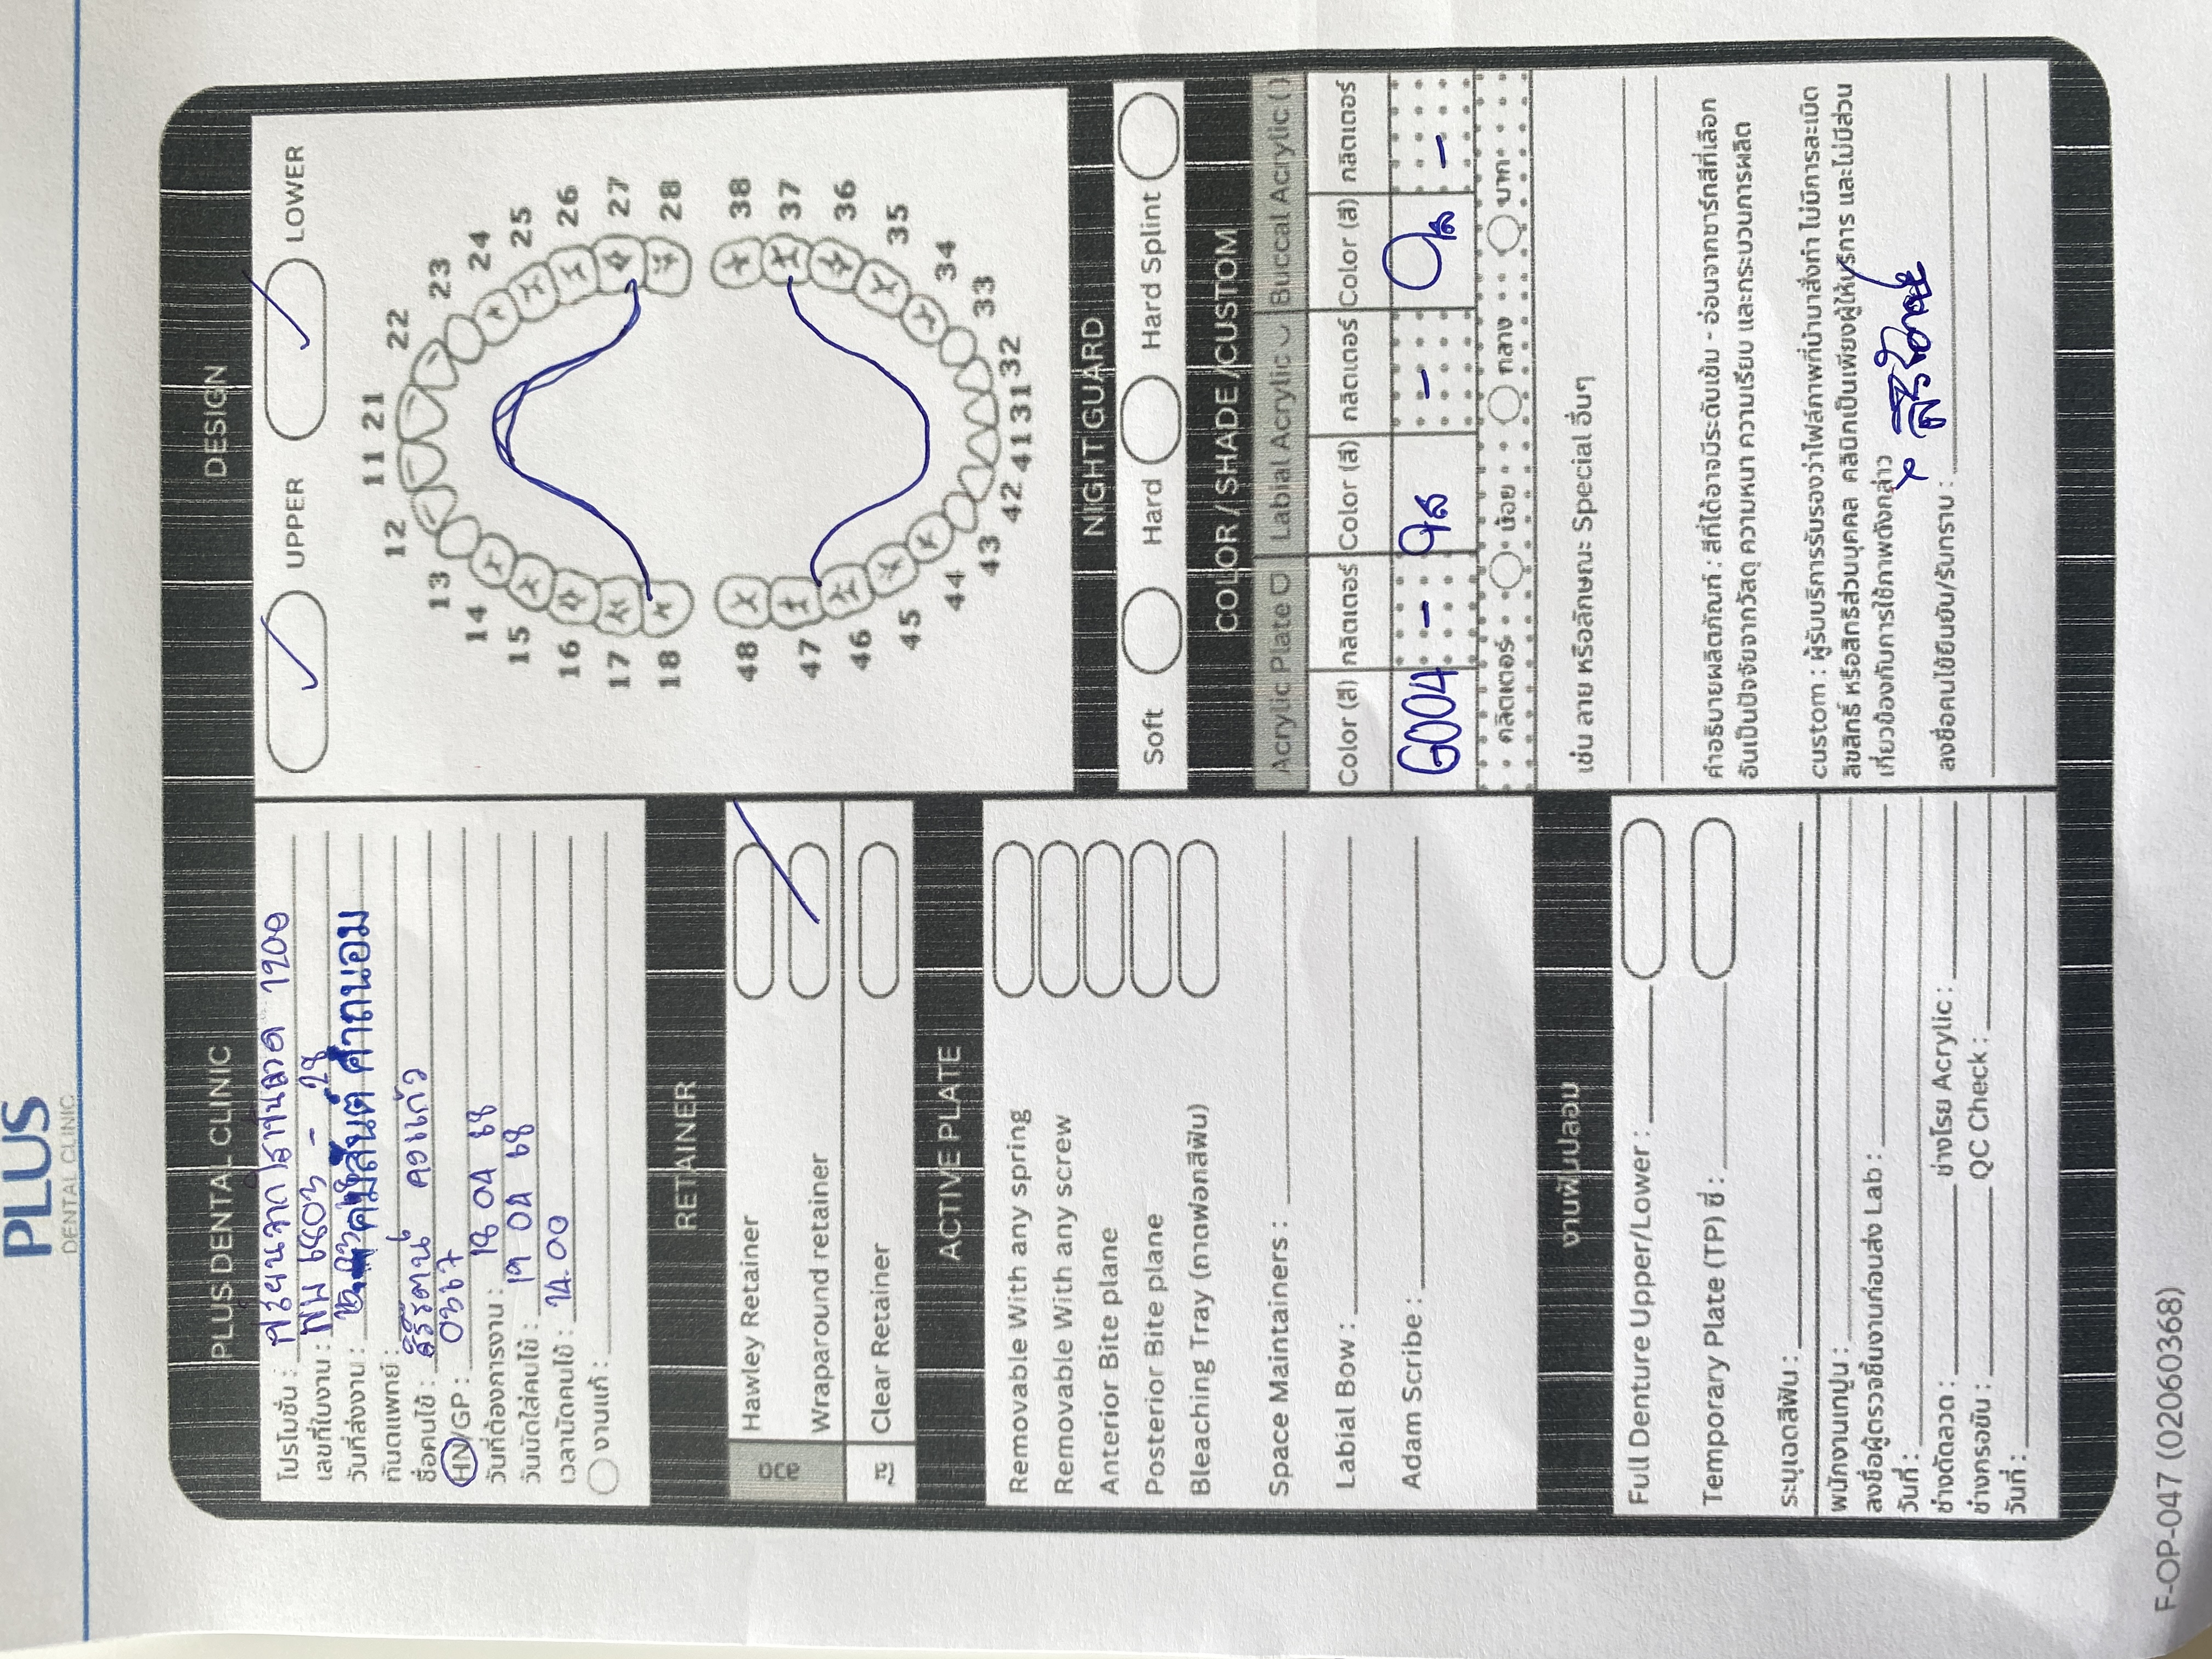 PLUS
DENTAL CLINIC
PLUS DENTAL CLINIC
โปรโมชั่น : 1200
เลขที่ใบงาน : 6803 - 28
วันที่ส่งงาน :
คมสันต์ คำถนอม
ทันตแพทย์ :
ชื่อคนไข้ : สิริรัตน์ คงแก้ว
HN/GP : 0367
วันที่ต้องการงาน : 18 04 68
วันนัดใส่คนไข้ : 19 04 68
เวลานัดคนไข้ : 14.00
งานแก้ :
RETAINER
ลวด
Hawley Retainer
Wraparound retainer
ใส
Clear Retainer
ACTIVE PLATE
Removable With any spring
Removable With any screw
Anterior Bite plane
Posterior Bite plane
Bleaching Tray (ถาดฟอกสีฟัน)
Space Maintainers :
Labial Bow :
Adam Scribe :
งานฟันปลอม
Full Denture Upper/Lower :
Temporary Plate (TP) ซี่ :
ระบุเฉดสีฟัน :
พนักงานเทปูน :
ลงชื่อผู้ตรวจชิ้นงานก่อนส่ง Lab :
วันที่ :
ช่างดัดลวด : ช่างโรย Acrylic :
ช่างกรอขัน : QC Check :
วันที่ :
DESIGN
UPPER LOWER
11 21
12 22
13 23
14 24
15 25
16 26
17 27
18 28
48 38
47 37
46 36
45 35
44 34
43 33
42 41 31 32
NIGHT GUARD
Soft Hard Hard Splint
COLOR / SHADE /CUSTOM
Acrylic Plate Labial Acrylic Buccal Acrylic ( )
Color (สี) กลิตเตอร์ Color (สี) กลิตเตอร์ Color (สี) กลิตเตอร์
G004 - ใส - ใส -
กลิตเตอร์ น้อย กลาง มาก
เช่น ลาย หรือลักษณะ Special อื่นๆ
คำอธิบายผลิตภัณฑ์ : สีที่ได้อาจมีระดับเข้ม - อ่อนจากชาร์ทสีที่เลือก
อันเป็นปัจจัยจากวัสดุ ความหนา ความเรียบ และกระบวนการผลิต
custom : ผู้รับบริการรับรองว่าไฟล์ภาพที่นำมาสั่งทำ ไม่มีการละเมิด
ลิขสิทธิ์ หรือสิทธิส่วนบุคคล คลินิกเป็นเพียงผู้ให้บริการ และไม่มีส่วน
เกี่ยวข้องกับการใช้ภาพดังกล่าว
ลงชื่อคนไข้ยืนยัน/รับทราบ :
F-OP-047 (02060368)